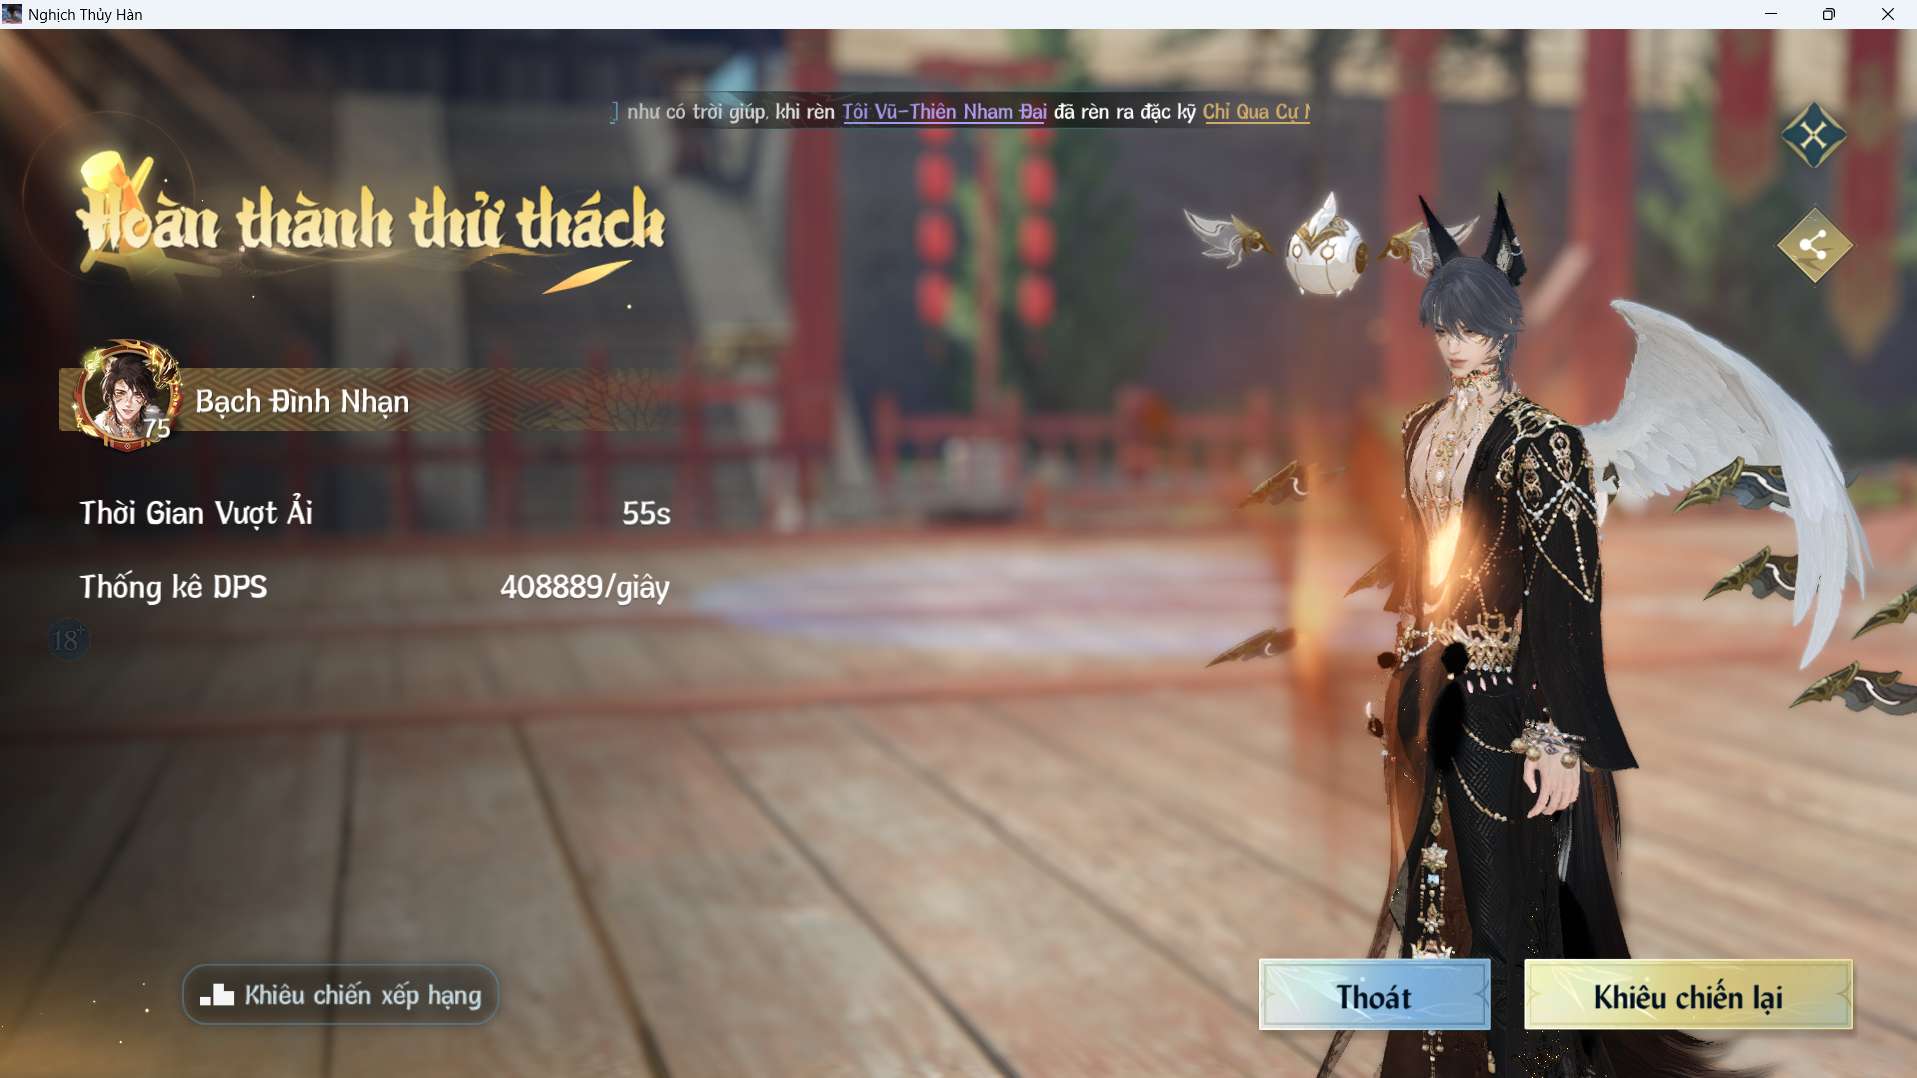 Nghịch Thủy Hàn
] như có trời giúp, khi rèn Tôi Vũ-Thiên Nham Đai đã rèn ra đặc kỹ Chỉ Qua Cự
Hoàn thành thử thách
75
Bạch Đình Nhạn
Thời Gian Vượt Ải 55s
Thống kê DPS 408889/giây
18+
Khiêu chiến xếp hạng
Thoát
Khiêu chiến lại